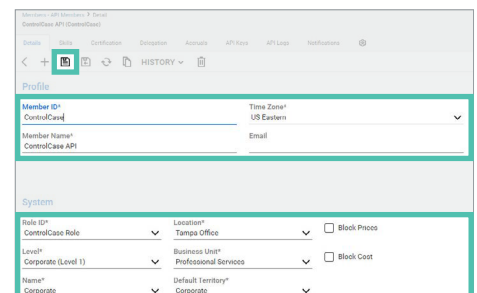 Members - API Members > Detail
ControlCase API (ControlCase)
Details Skills Certification Delegation Accruals API Keys API Logs Notifications
HISTORY
Profile
Member ID* Time Zone*
ControlCase US Eastern
Member Name* Email
ControlCase API
System
Role ID* Location*
ControlCase Role Tampa Office Block Prices
Level* Business Unit*
Corporate (Level 1) Professional Services Block Cost
Name* Default Territory*
Corporate Corporate